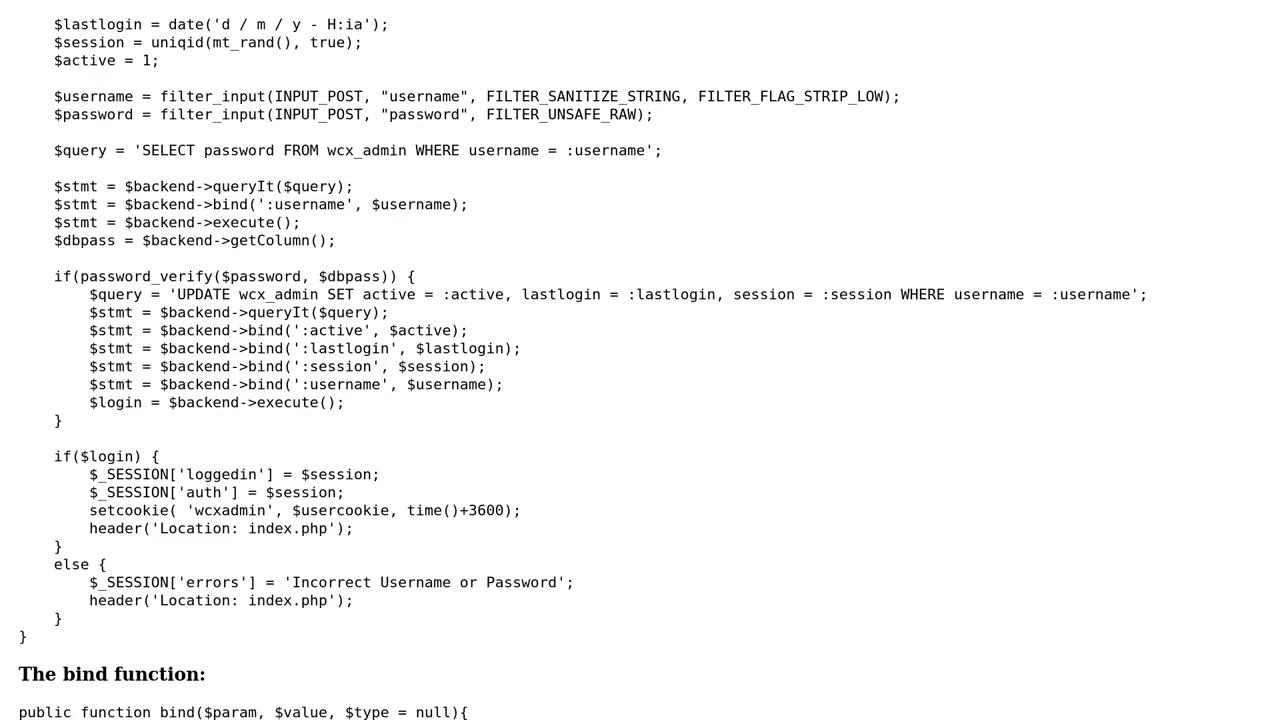 $lastlogin = date('d / m / y - H:ia');
$session = uniqid(mt_rand(), true);
$active = 1;
$username = filter_input(INPUT_POST, "username", FILTER_SANITIZE_STRING, FILTER_FLAG_STRIP_LOW);
$password = filter_input(INPUT_POST, "password", FILTER_UNSAFE_RAW);
$query = 'SELECT password FROM wcx_admin WHERE username = :username';
$stmt = $backend->queryIt($query);
$stmt = $backend->bind(':username', $username);
$stmt = $backend->execute();
$dbpass = $backend->getColumn();
if(password_verify($password, $dbpass)) {
$query = 'UPDATE wcx_admin SET active = :active, lastlogin = :lastlogin, session = :session WHERE username = :username';
$stmt = $backend->queryIt($query);
$stmt = $backend->bind(':active', $active);
$stmt = $backend->bind(':lastlogin', $lastlogin);
$stmt = $backend->bind(':session', $session);
$stmt = $backend->bind(':username', $username);
$login = $backend->execute();
}
if($login) {
$_SESSION['loggedin'] = $session;
$_SESSION['auth'] = $session;
setcookie( 'wcxadmin', $usercookie, time()+3600);
header('Location: index.php');
}
else {
$_SESSION['errors'] = 'Incorrect Username or Password';
header('Location: index.php');
}
}
The bind function:
public function bind($param, $value, $type = null){